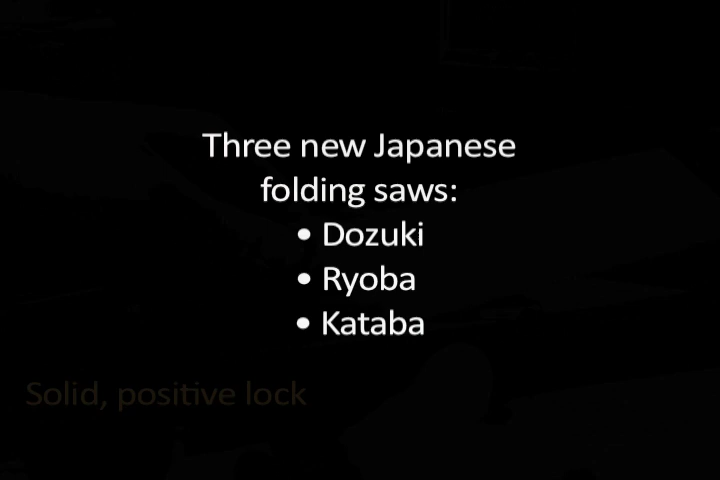 Three new Japanese
folding saws:
• Dozuki
• Ryoba
• Kataba
Solid, positive lock